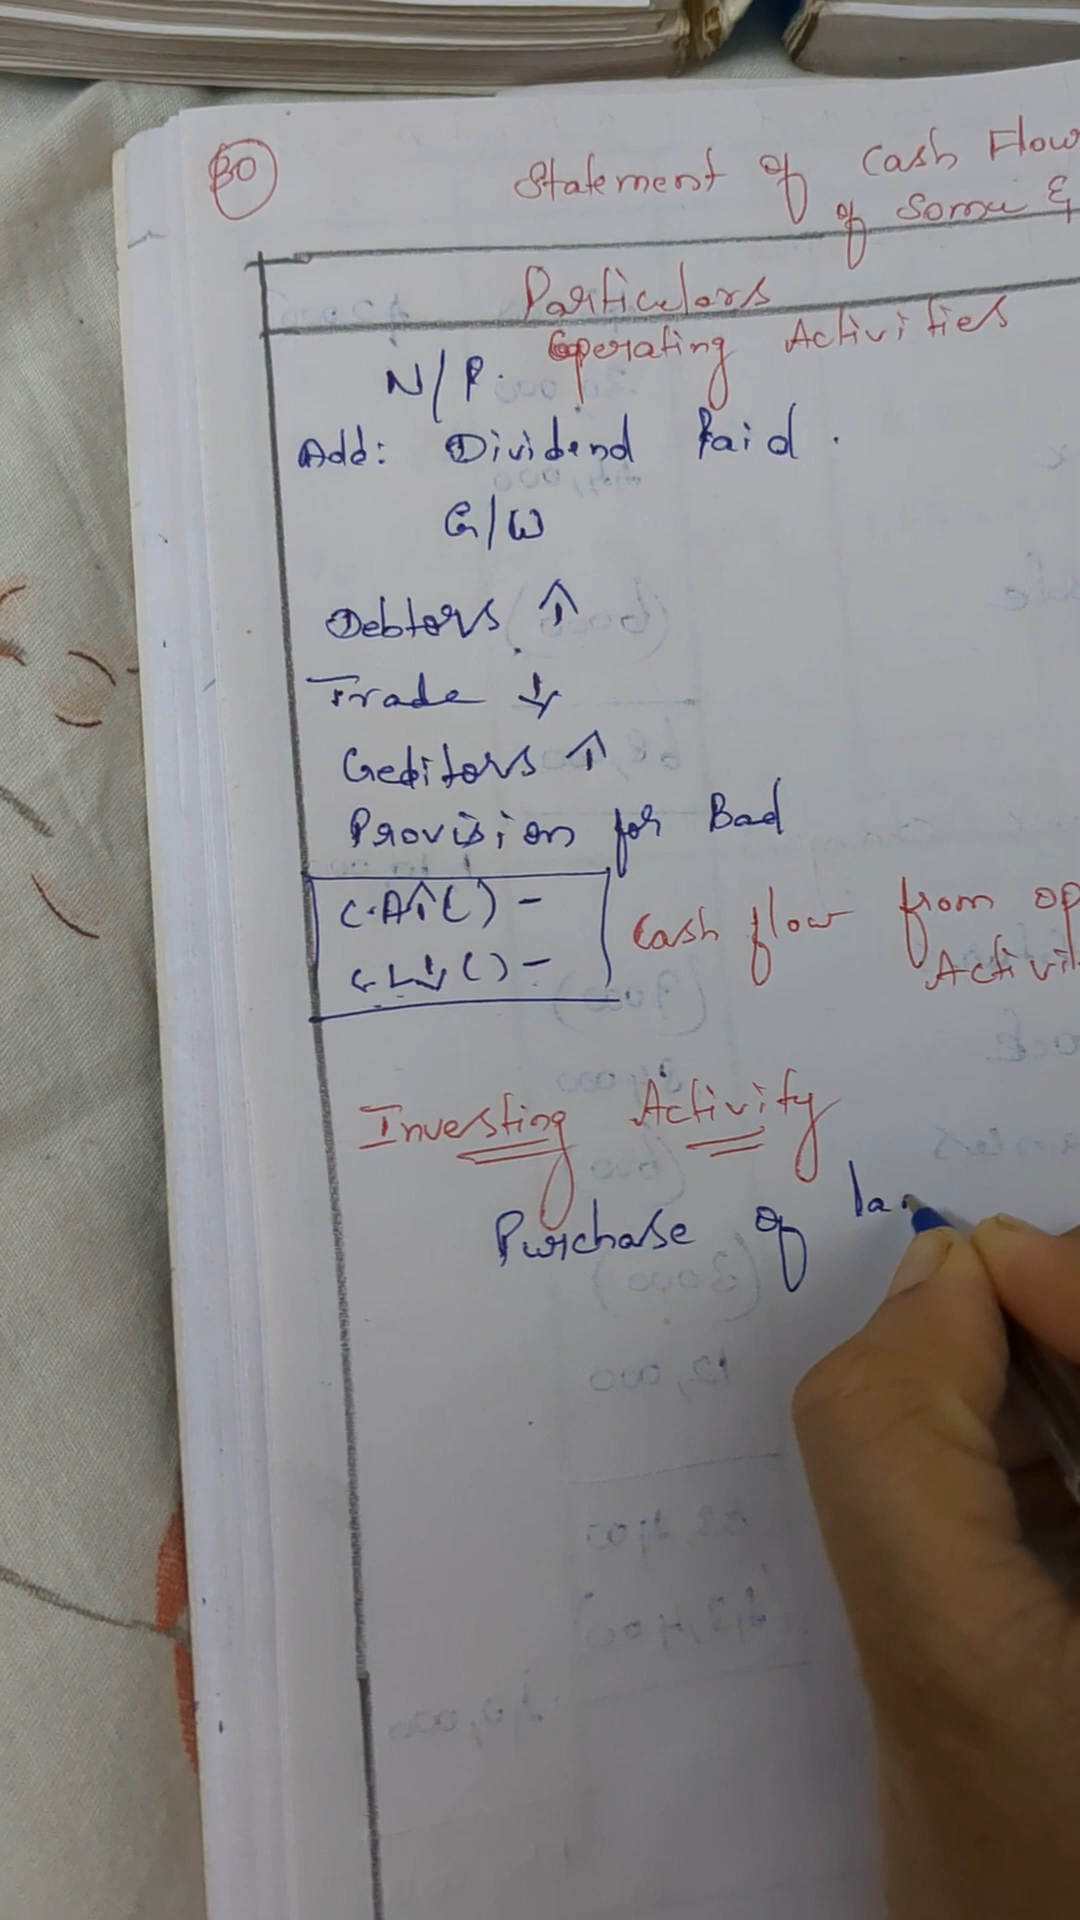 30
Statement of Cash Flow
of Somu &
Particulars
Operating Activities
N/P.
Add: Dividend Paid.
G/W
Debtors ↑
Trade ↓
Creditors ↑
Provision for Bad
C.A↑( ) -
C.L↓( ) -
Cash flow from op
Activi
Investing Activity
Purchase of la